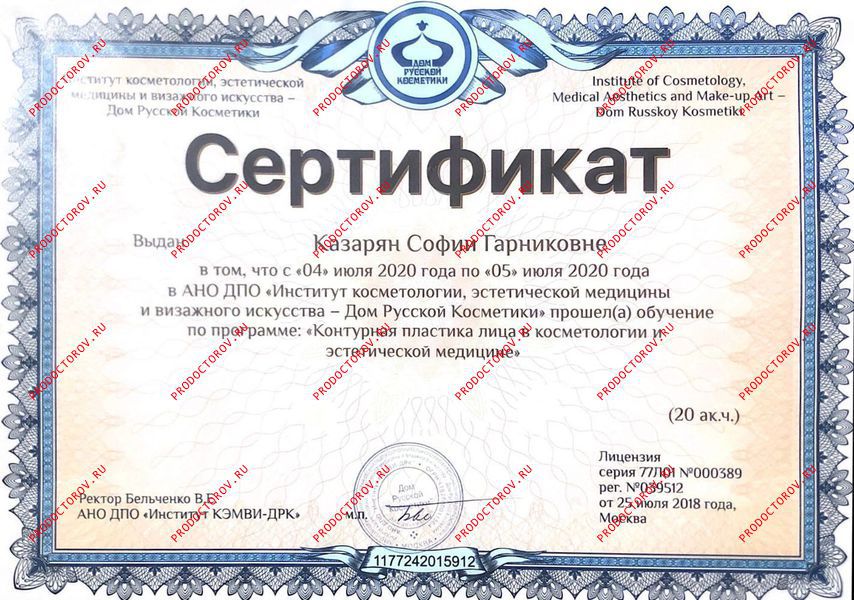 ДОМ
РУССКОЙ
КОСМЕТИКИ
Институт косметологии, эстетической
медицины и визажного искусства –
Дом Русской Косметики
Institute of Cosmetology,
Medical Aesthetics and Make-up Art –
Dom Russkoy Kosmetiki
Сертификат
Выдан Казарян Софии Гарниковне
в том, что с «04» июля 2020 года по «05» июля 2020 года
в АНО ДПО «Институт косметологии, эстетической медицины
и визажного искусства – Дом Русской Косметики» прошел(а) обучение
по программе: «Контурная пластика лица в косметологии и
эстетической медицине»
(20 ак.ч.)
Лицензия
серия 77Л01 №000389
рег. №039512
от 25 июля 2018 года,
Москва
Ректор Бельченко В.Б.
АНО ДПО «Институт КЭМВИ-ДРК»
м.п.
Дом
Русской
1177242015912
PRODOCTOROV.RU